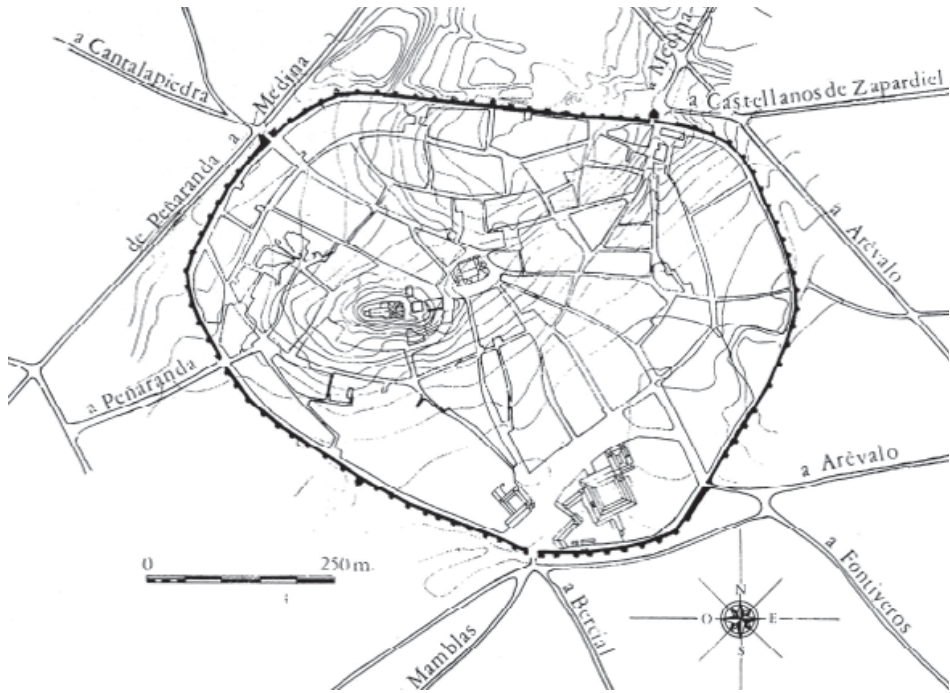 a Cantalapiedra
a Medina
a Medina
a Castellanos de Zapardiel
de Peñaranda
a Arévalo
a Peñaranda
a Arévalo
0 250 m.
a Fontiveros
a Bercial
Mamblas
N
O E
S